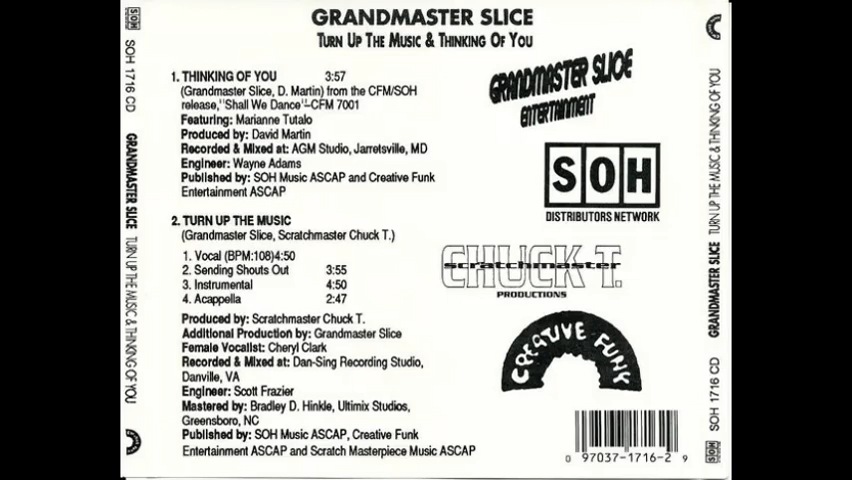 GRANDMASTER SLICE
TURN UP THE MUSIC & THINKING OF YOU
1. THINKING OF YOU 3:57
(Grandmaster Slice, D. Martin) from the CFM/SOH
release, "Shall We Dance"-CFM 7001
Featuring: Marianne Tutalo
Produced by: David Martin
Recorded & Mixed at: AGM Studio, Jarretsville, MD
Engineer: Wayne Adams
Published by: SOH Music ASCAP and Creative Funk
Entertainment ASCAP
2. TURN UP THE MUSIC
(Grandmaster Slice, Scratchmaster Chuck T.)
1. Vocal (BPM:108)4:50
2. Sending Shouts Out 3:55
3. Instrumental 4:50
4. Acappella 2:47
Produced by: Scratchmaster Chuck T.
Additional Production by: Grandmaster Slice
Female Vocalist: Cheryl Clark
Recorded & Mixed at: Dan-Sing Recording Studio,
Danville, VA
Engineer: Scott Frazier
Mastered by: Bradley D. Hinkle, Ultimix Studios,
Greensboro, NC
Published by: SOH Music ASCAP, Creative Funk
Entertainment ASCAP and Scratch Masterpiece Music ASCAP
GRANDMASTER SLICE
ENTERTAINMENT
SOH
DISTRIBUTORS NETWORK
CHUCK T.
scratchmaster
PRODUCTIONS
CREATIVE FUNK
0 97037-1716-2 9
SOH SOH 1716 CD GRANDMASTER SLICE TURN UP THE MUSIC & THINKING OF YOU
SOH SOH 1716 CD GRANDMASTER SLICE TURN UP THE MUSIC & THINKING OF YOU